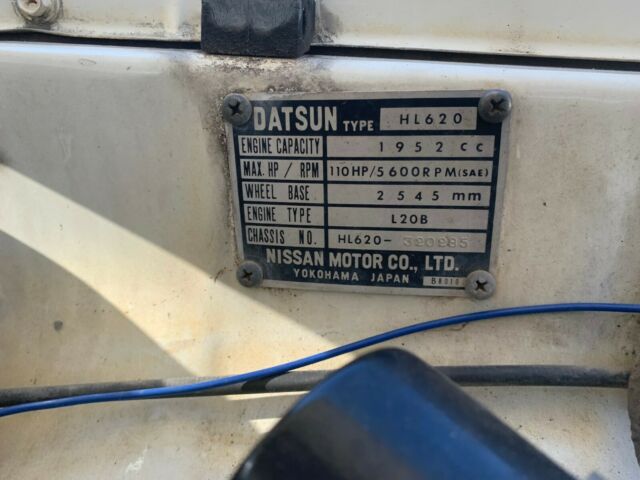 DATSUN TYPE HL620
ENGINE CAPACITY 1952 cc
MAX. HP / RPM 110HP/5600RPM(SAE)
WHEEL BASE 2545 mm
ENGINE TYPE L20B
CHASSIS NO. HL620-320285
NISSAN MOTOR CO., LTD.
YOKOHAMA JAPAN